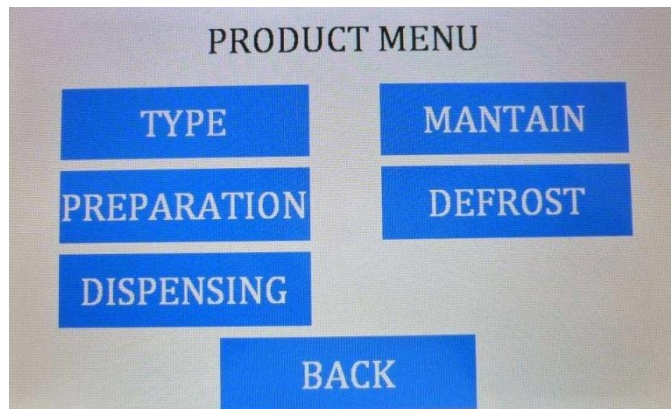 PRODUCT MENU
TYPE
MANTAIN
PREPARATION
DEFROST
DISPENSING
BACK